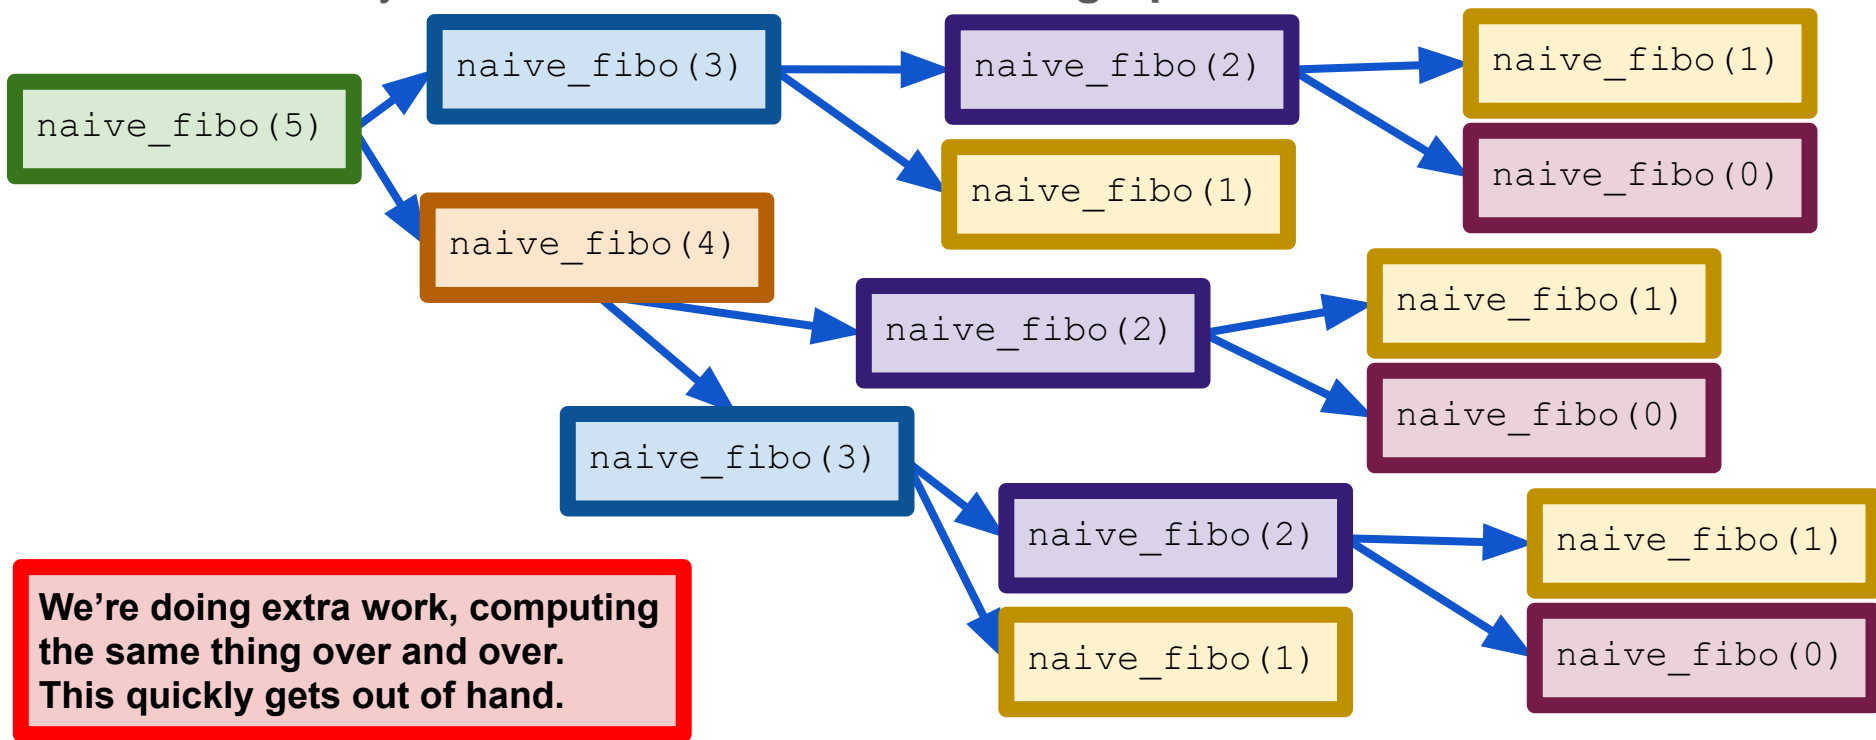 naive_fibo(5)
naive_fibo(3)
naive_fibo(2)
naive_fibo(1)
naive_fibo(0)
naive_fibo(1)
naive_fibo(4)
naive_fibo(2)
naive_fibo(1)
naive_fibo(0)
naive_fibo(3)
naive_fibo(2)
naive_fibo(1)
naive_fibo(0)
naive_fibo(1)
We’re doing extra work, computing
the same thing over and over.
This quickly gets out of hand.